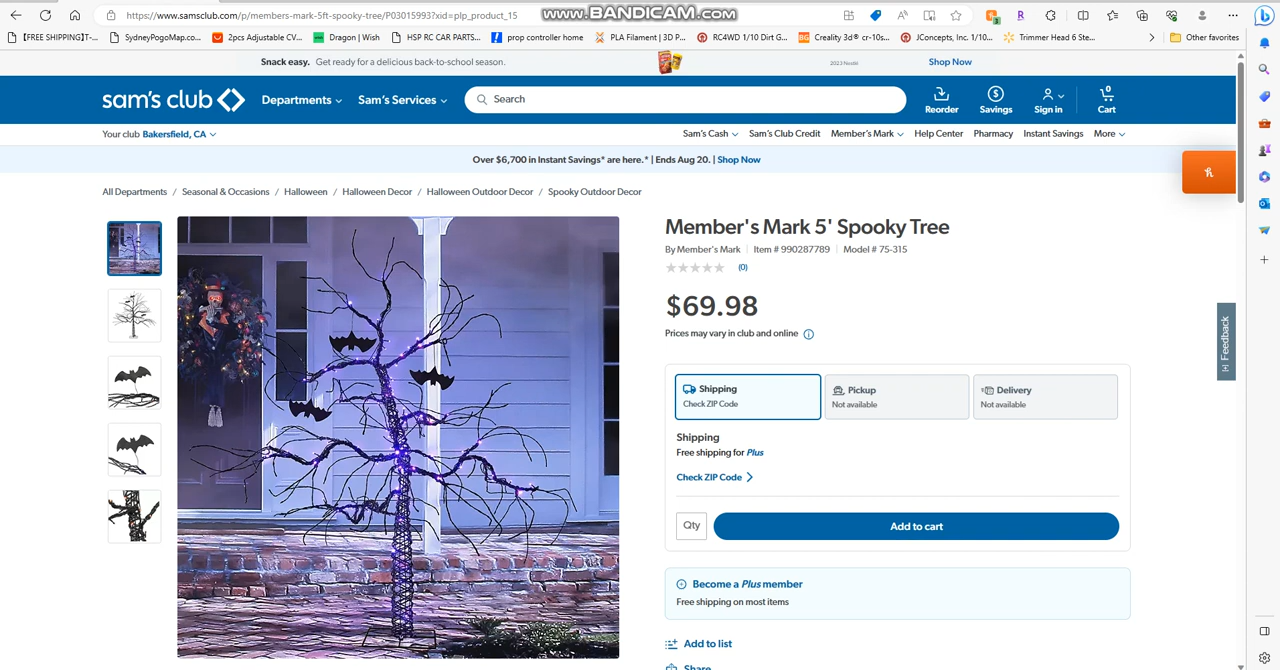 https://www.samsclub.com/p/members-mark-5ft-spooky-tree/P03015993?xid=plp_product_15
www.BANDICAM.com
[FREE SHIPPING]T-...
SydneyPogoMap.co...
2pcs Adjustable CV...
Dragon | Wish
HSP RC CAR PARTS...
prop controller home
PLA Filament | 3D P...
RC4WD 1/10 Dirt G...
Creality 3d® cr-10s...
JConcepts, Inc. 1/10...
Trimmer Head 6 Ste...
Other favorites
Snack easy. Get ready for a delicious back-to-school season.
2023 Nestlé
Shop Now
sam's club
Departments
Sam's Services
Search
Reorder
Savings
Sign in
0
Cart
Your club Bakersfield, CA
Sam's Cash
Sam's Club Credit
Member's Mark
Help Center
Pharmacy
Instant Savings
More
Over $6,700 in Instant Savings* are here.* | Ends Aug 20. | Shop Now
All Departments / Seasonal & Occasions / Halloween / Halloween Decor / Halloween Outdoor Decor / Spooky Outdoor Decor
Member's Mark 5' Spooky Tree
By Member's Mark | Item # 990287789 | Model # 75-315
(0)
$69.98
Prices may vary in club and online
Shipping
Check ZIP Code
Pickup
Not available
Delivery
Not available
Shipping
Free shipping for Plus
Check ZIP Code
Qty
Add to cart
Become a Plus member
Free shipping on most items
Add to list
Share
Feedback